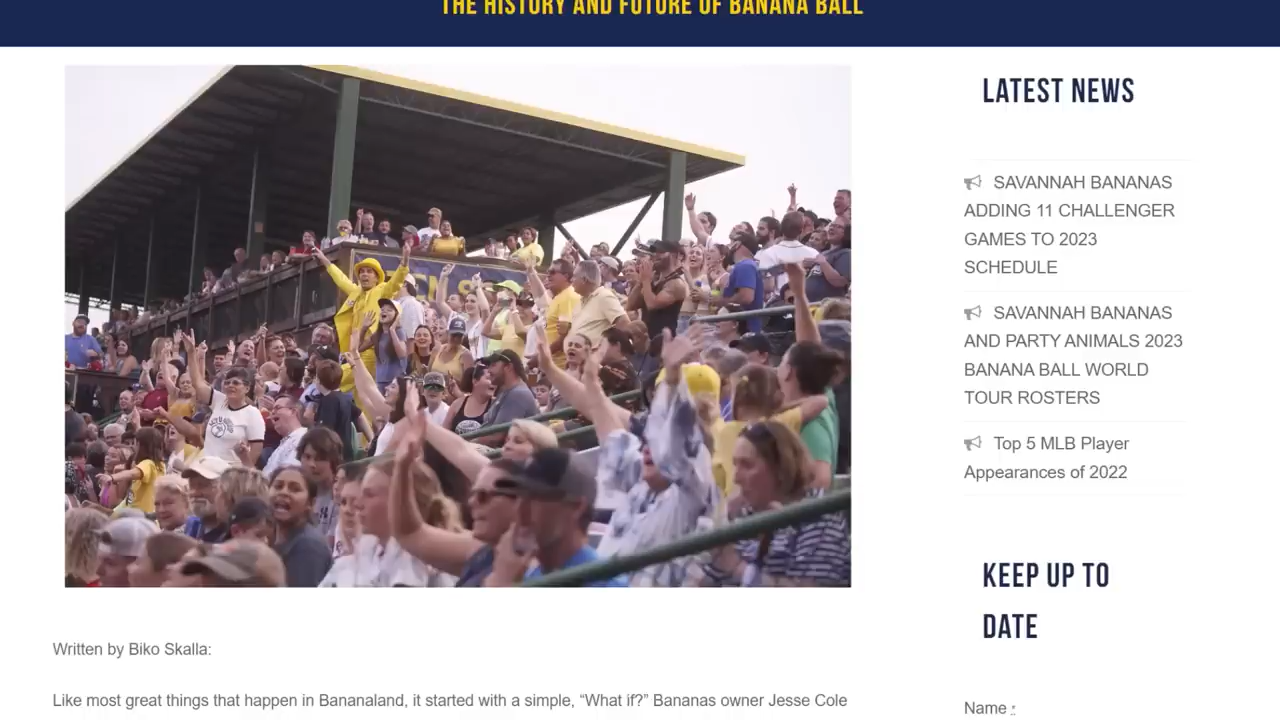 THE HISTORY AND FUTURE OF BANANA BALL
LATEST NEWS
SAVANNAH BANANAS
ADDING 11 CHALLENGER
GAMES TO 2023
SCHEDULE
SAVANNAH BANANAS
AND PARTY ANIMALS 2023
BANANA BALL WORLD
TOUR ROSTERS
Top 5 MLB Player
Appearances of 2022
KEEP UP TO
DATE
Name *
Written by Biko Skalla:
Like most great things that happen in Bananaland, it started with a simple, “What if?” Bananas owner Jesse Cole